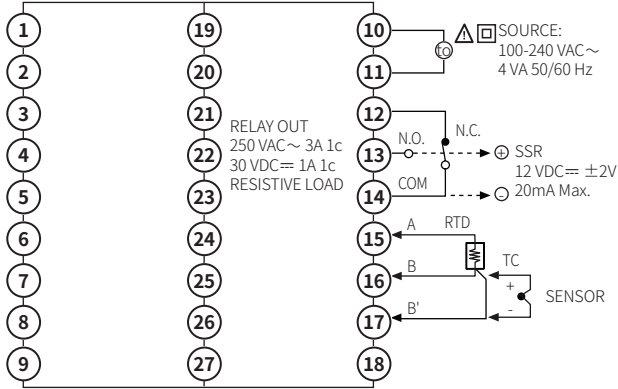 1
2
3
4
5
6
7
8
9
19
20
21
22
23
24
25
26
27
RELAY OUT
250 VAC～ 3A 1c
30 VDC⎓ 1A 1c
RESISTIVE LOAD
10
11
12
13
14
15
16
17
18
to
SOURCE:
100-240 VAC～
4 VA 50/60 Hz
N.O.
N.C.
COM
+ SSR
12 VDC⎓ ±2V
- 20mA Max.
A
RTD
B
B'
TC
+
-
SENSOR